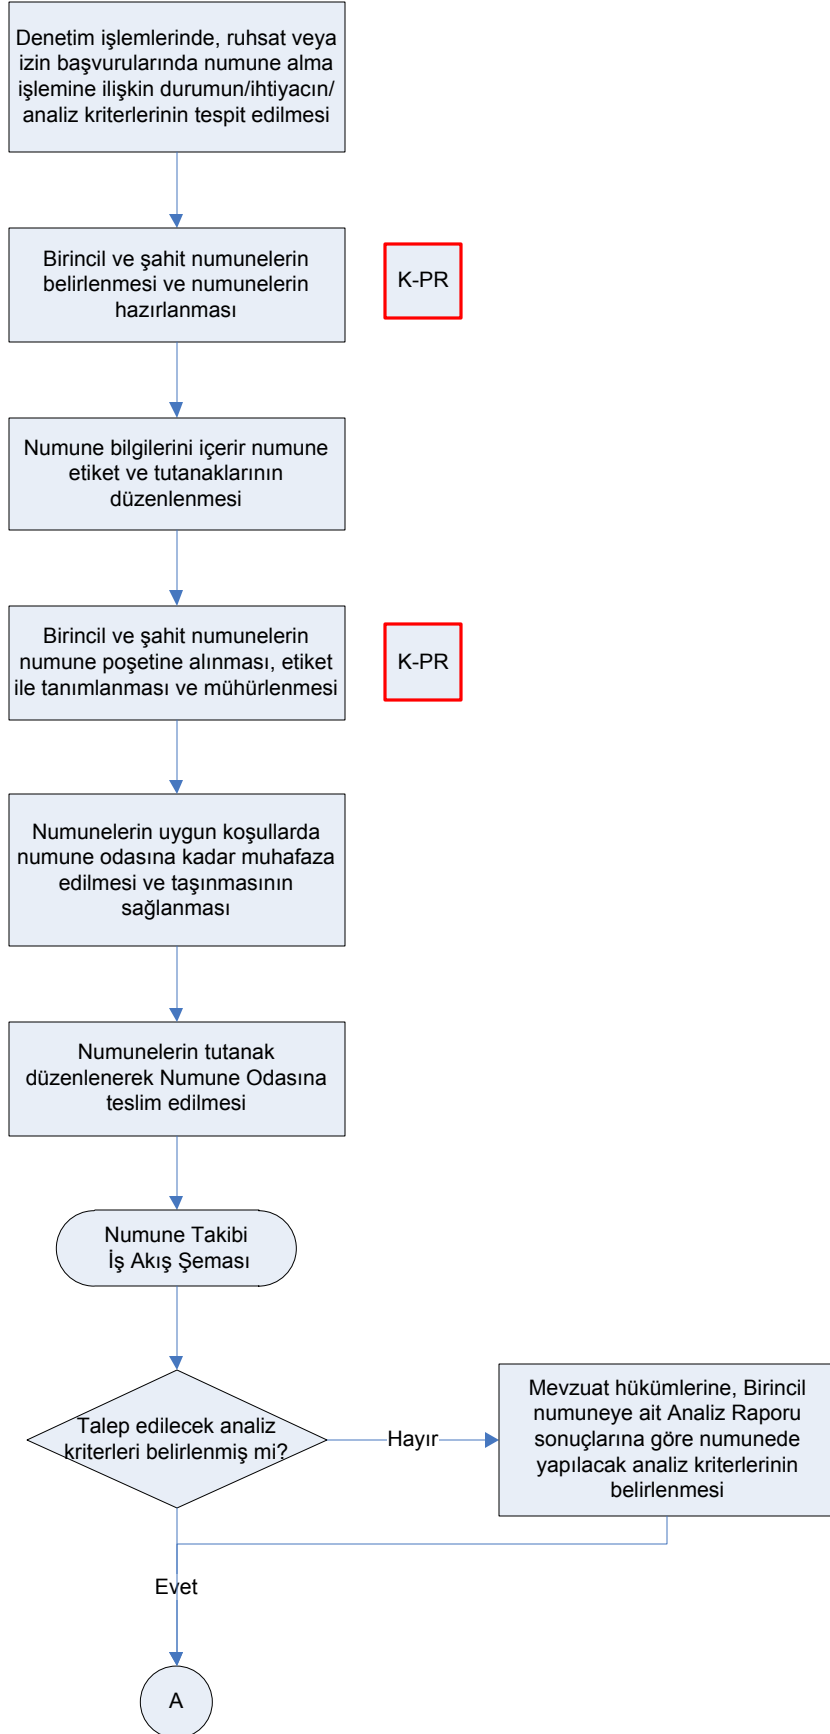 Denetim işlemlerinde, ruhsat veya
izin başvurularında numune alma
işlemine ilişkin durumun/ihtiyacın/
analiz kriterlerinin tespit edilmesi
Birincil ve şahit numunelerin
belirlenmesi ve numunelerin
hazırlanması
K-PR
Numune bilgilerini içerir numune
etiket ve tutanaklarının
düzenlenmesi
Birincil ve şahit numunelerin
numune poşetine alınması, etiket
ile tanımlanması ve mühürlenmesi
K-PR
Numunelerin uygun koşullarda
numune odasına kadar muhafaza
edilmesi ve taşınmasının
sağlanması
Numunelerin tutanak
düzenlenerek Numune Odasına
teslim edilmesi
Numune Takibi
İş Akış Şeması
Talep edilecek analiz
kriterleri belirlenmiş mi?
Hayır
Mevzuat hükümlerine, Birincil
numuneye ait Analiz Raporu
sonuçlarına göre numunede
yapılacak analiz kriterlerinin
belirlenmesi
Evet
A